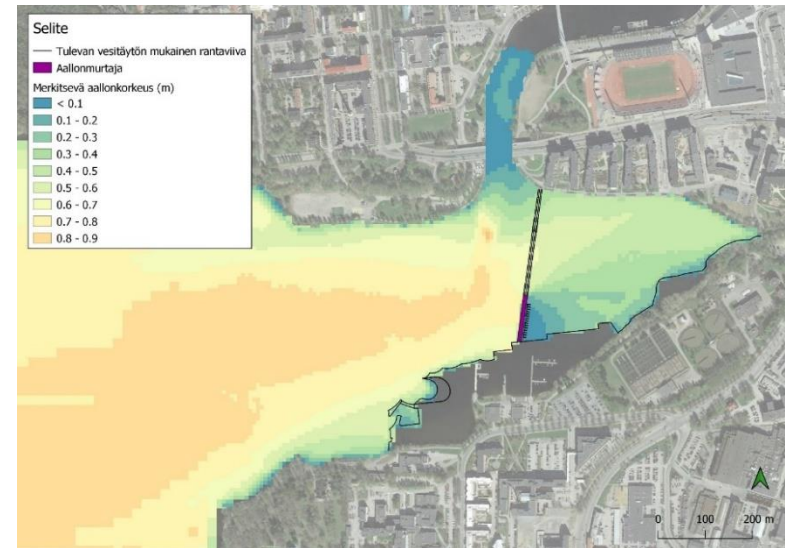 Selite
Tulevan vesitäytön mukainen rantaviiva
Aallonmurtaja
Merkitsevä aallonkorkeus (m)
< 0.1
0.1 - 0.2
0.2 - 0.3
0.3 - 0.4
0.4 - 0.5
0.5 - 0.6
0.6 - 0.7
0.7 - 0.8
0.8 - 0.9
0 100 200 m